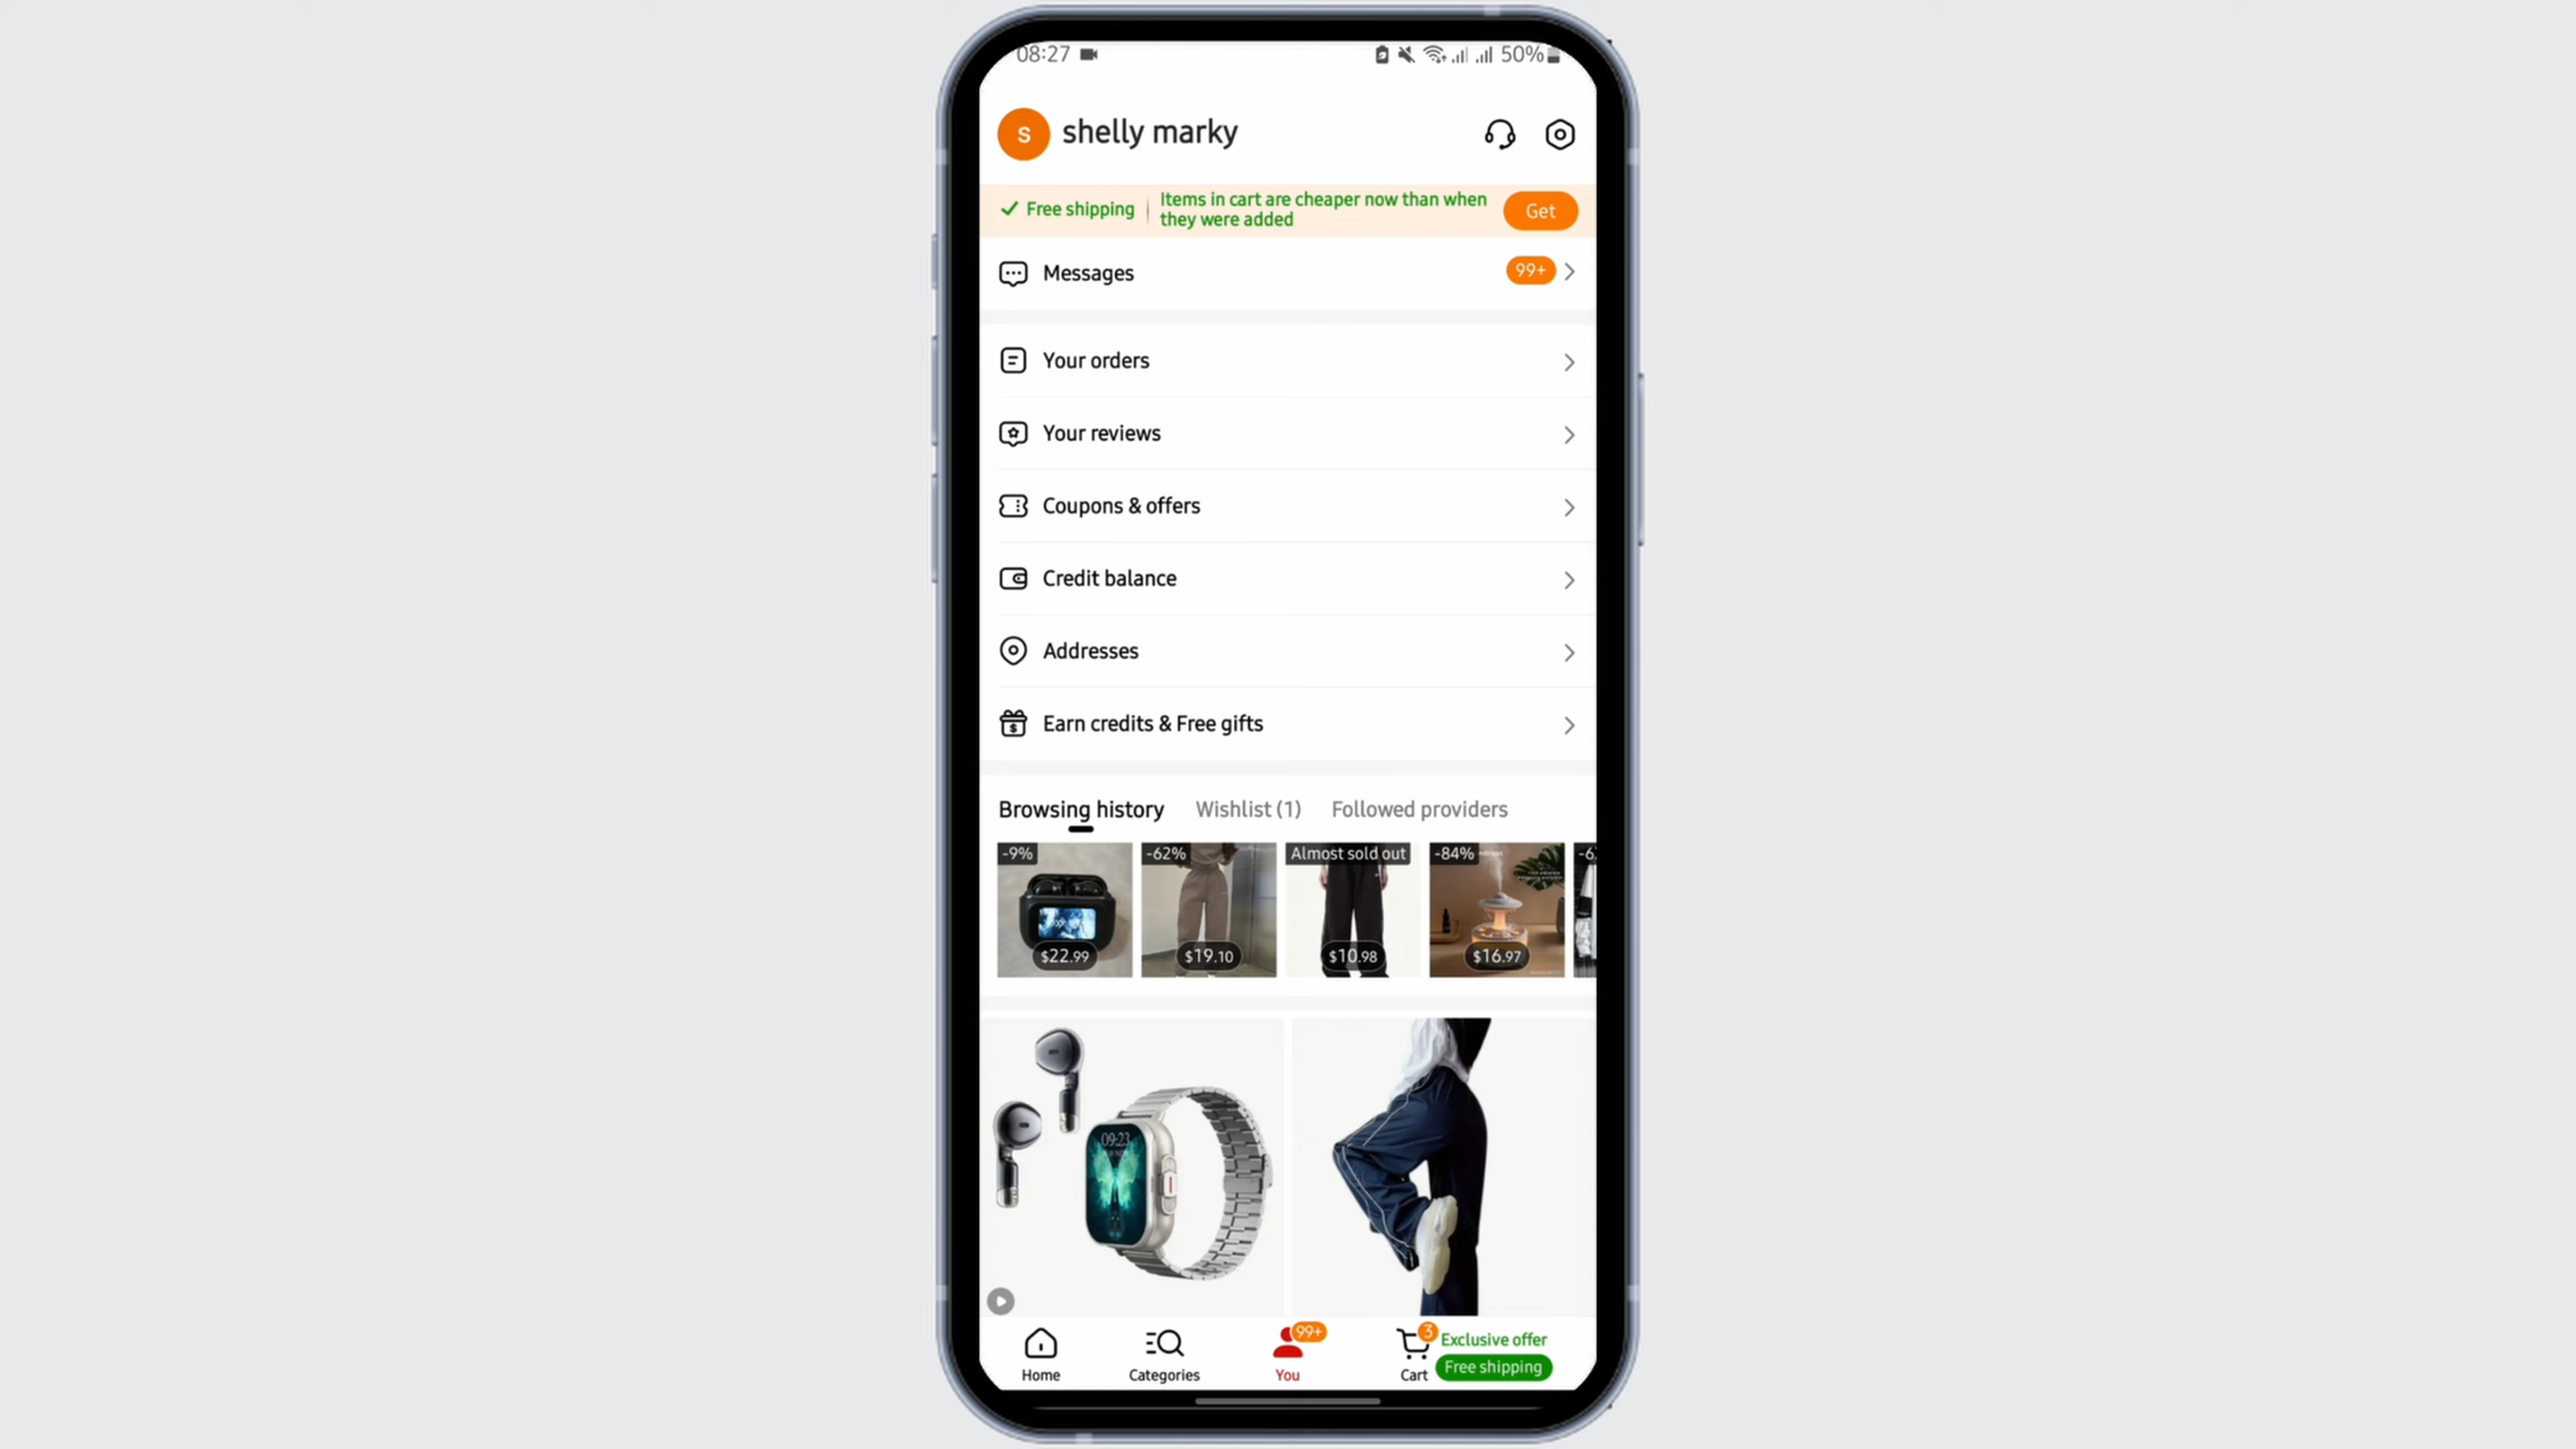 08:27
50%
S
shelly marky
Free shipping
Items in cart are cheaper now than when
they were added
Get
Messages
99+
Your orders
Your reviews
Coupons & offers
Credit balance
Addresses
Earn credits & Free gifts
Browsing history
Wishlist (1)
Followed providers
-9%
-62%
Almost sold out
-84%
-6
$22.99
$19.10
$10.98
$16.97
09:23
99+
3
Exclusive offer
Free shipping
Home
Categories
You
Cart